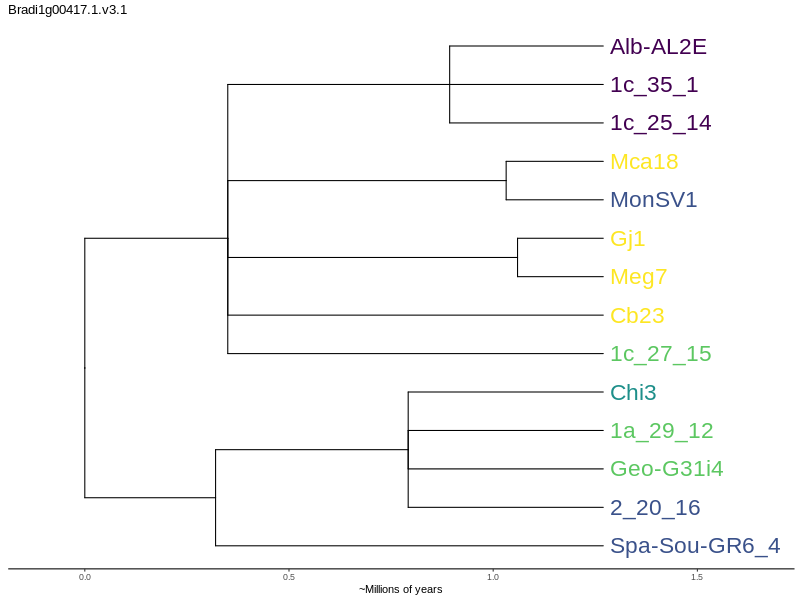 Bradi1g00417.1.v3.1
Alb-AL2E
1c_35_1
1c_25_14
Mca18
MonSV1
Gj1
Meg7
Cb23
1c_27_15
Chi3
1a_29_12
Geo-G31i4
2_20_16
Spa-Sou-GR6_4
0.0 0.5 1.0 1.5
~Millions of years